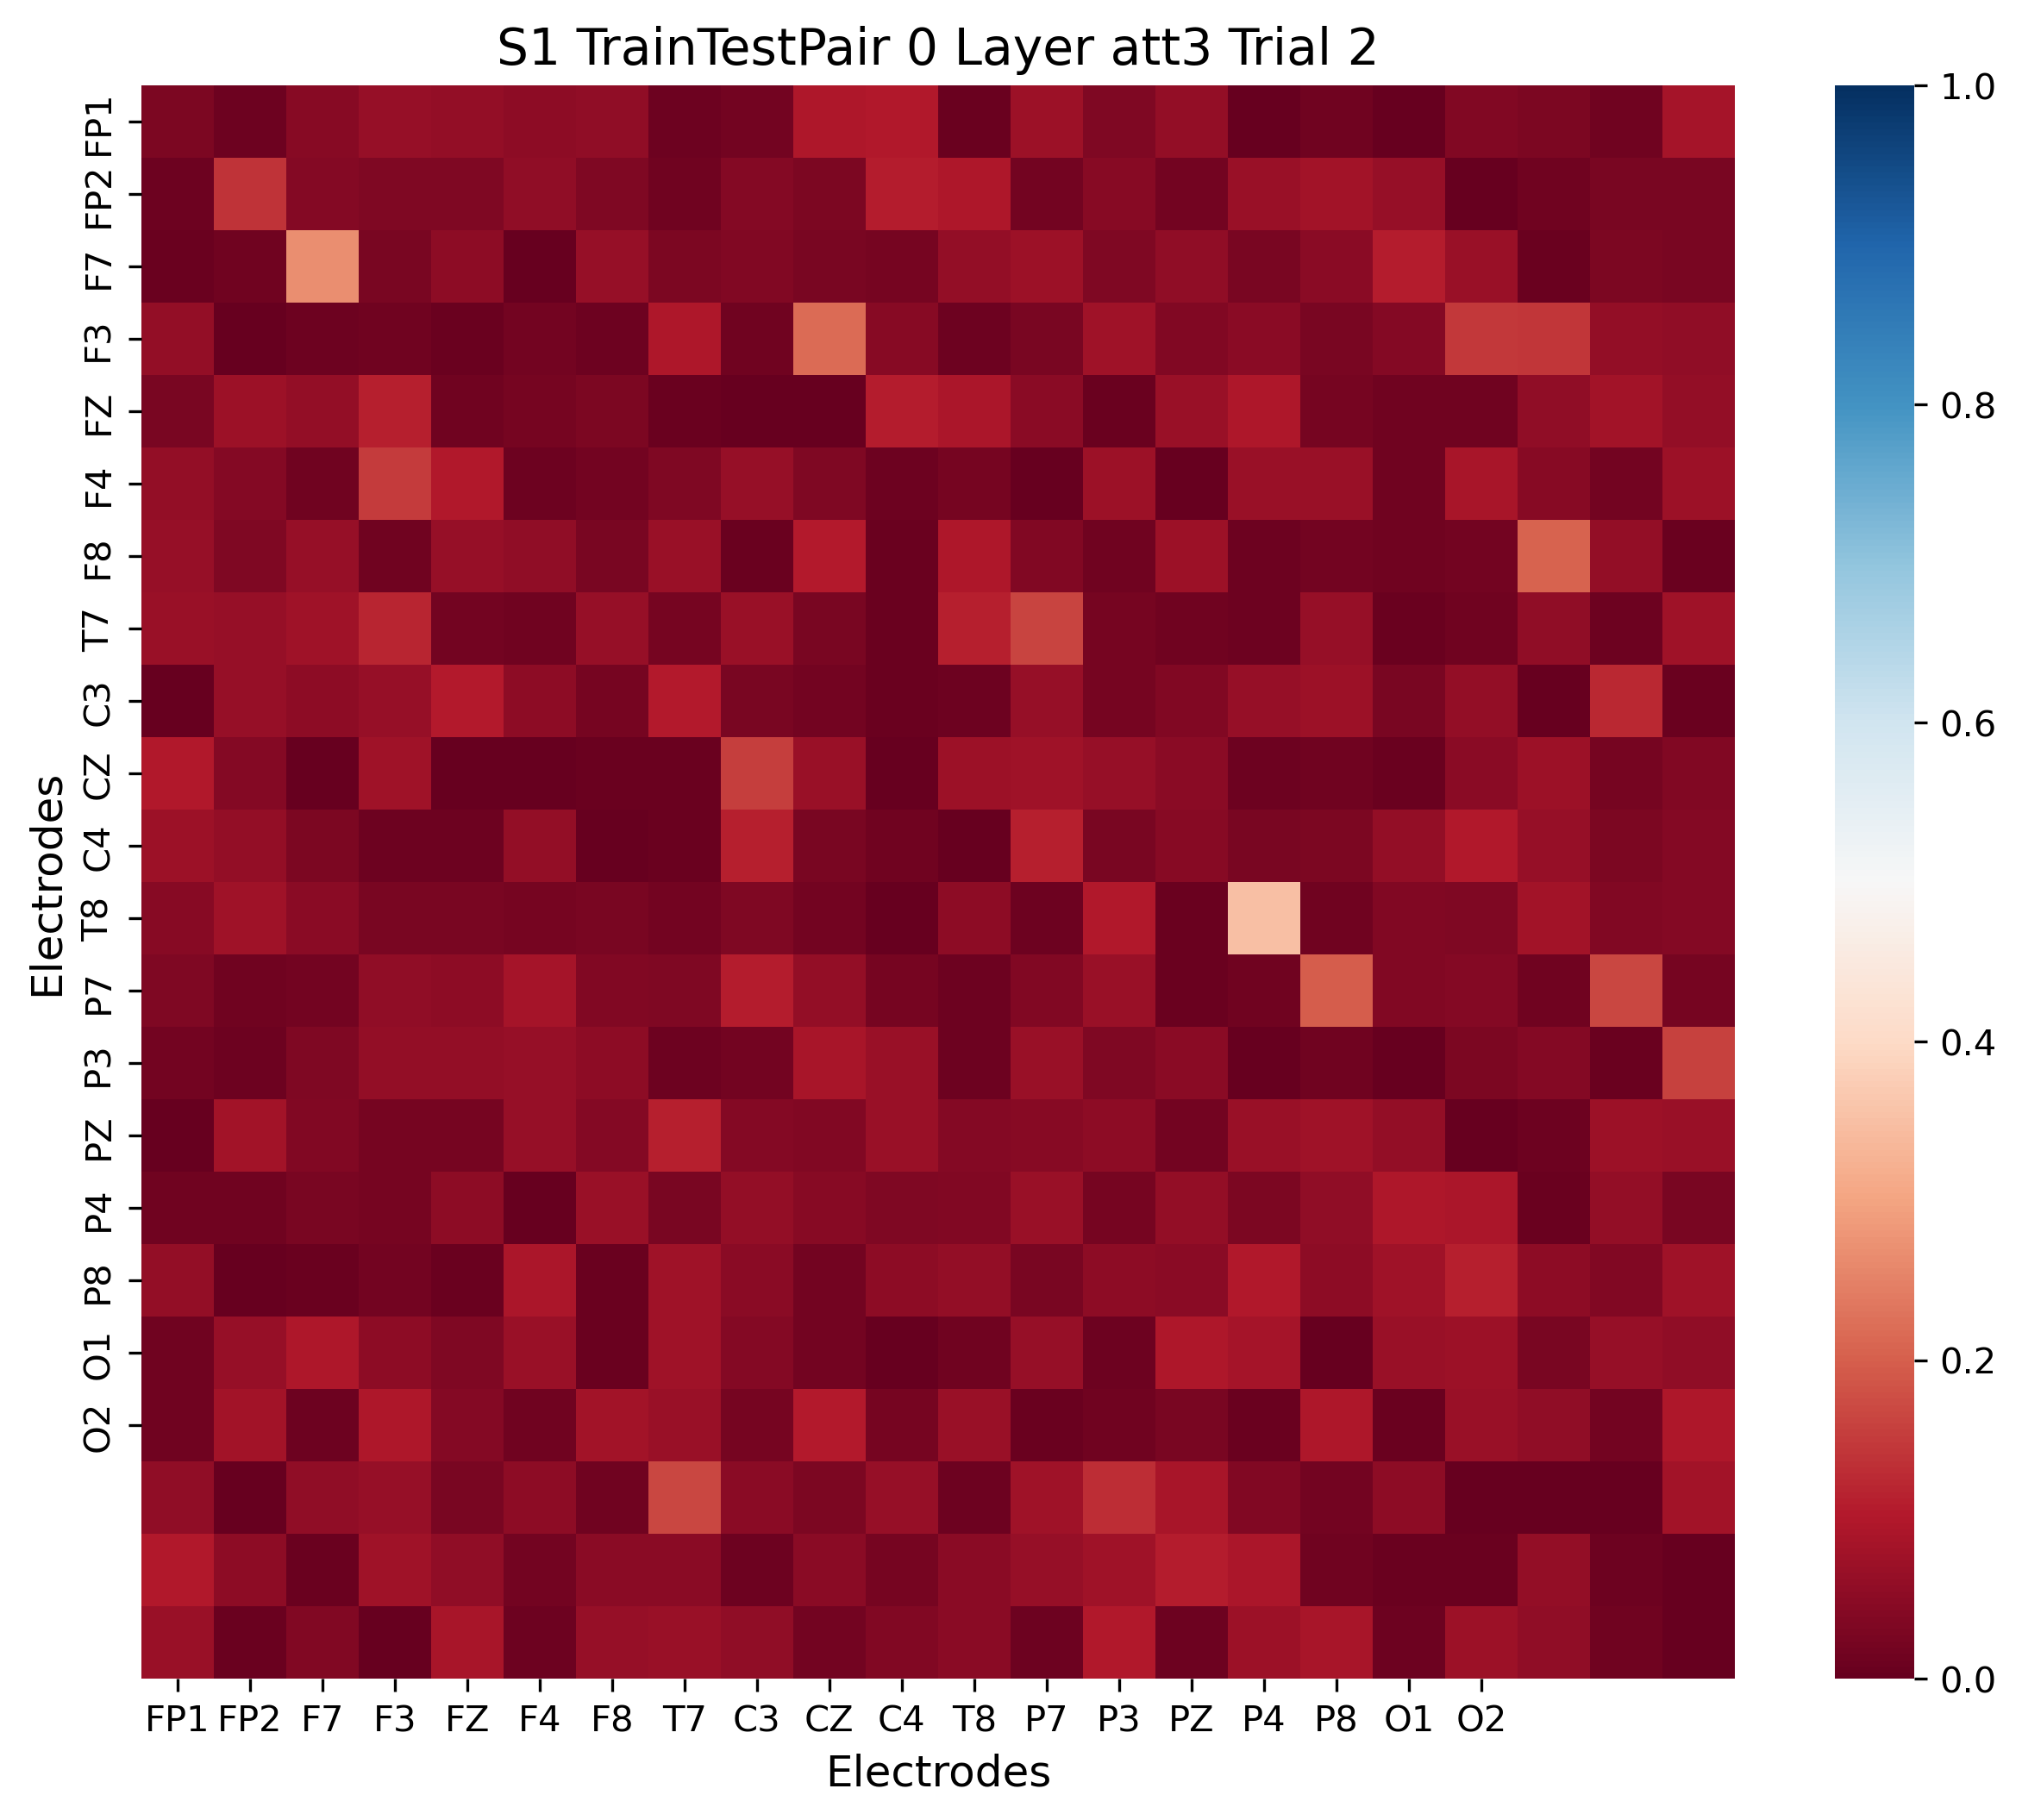 S1 TrainTestPair 0 Layer att3 Trial 2
Electrodes
FP1
FP2
F7
F3
FZ
F4
F8
T7
C3
CZ
C4
T8
P7
P3
PZ
P4
P8
O1
O2
FP1 FP2 F7 F3 FZ F4 F8 T7 C3 CZ C4 T8 P7 P3 PZ P4 P8 O1 O2
Electrodes
1.0
0.8
0.6
0.4
0.2
0.0